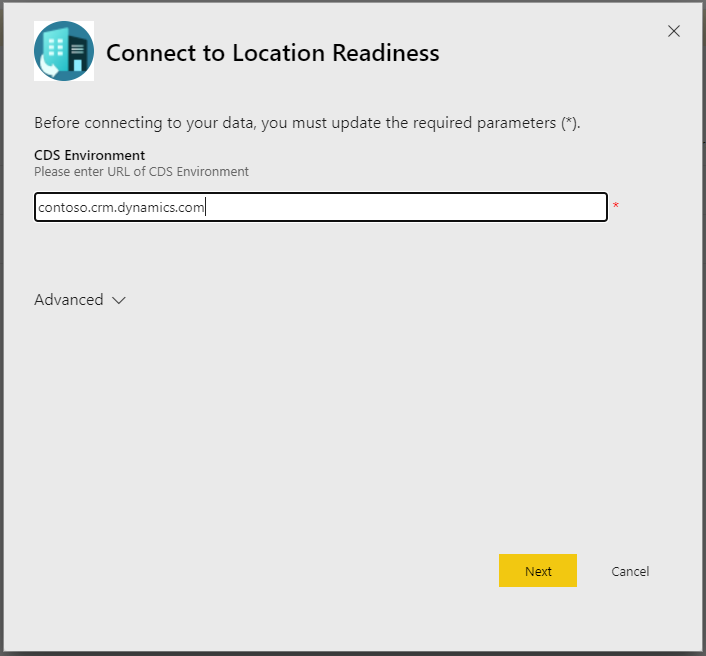 Connect to Location Readiness
Before connecting to your data, you must update the required parameters (*).
CDS Environment
Please enter URL of CDS Environment
contoso.crm.dynamics.com
*
Advanced
Next
Cancel